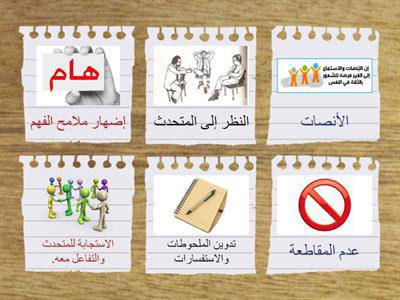 إن الإنصات والاستماع
إلى الغير فرصة للشعور
بالثقة في النفس
الأنصات
النظر إلى المتحدث
هـام
إضهار ملامح الفهم
عدم المقاطعة
تدوين الملحوظات
والاستفسارات
الاستجابة للمتحدث
والتفاعل معه.